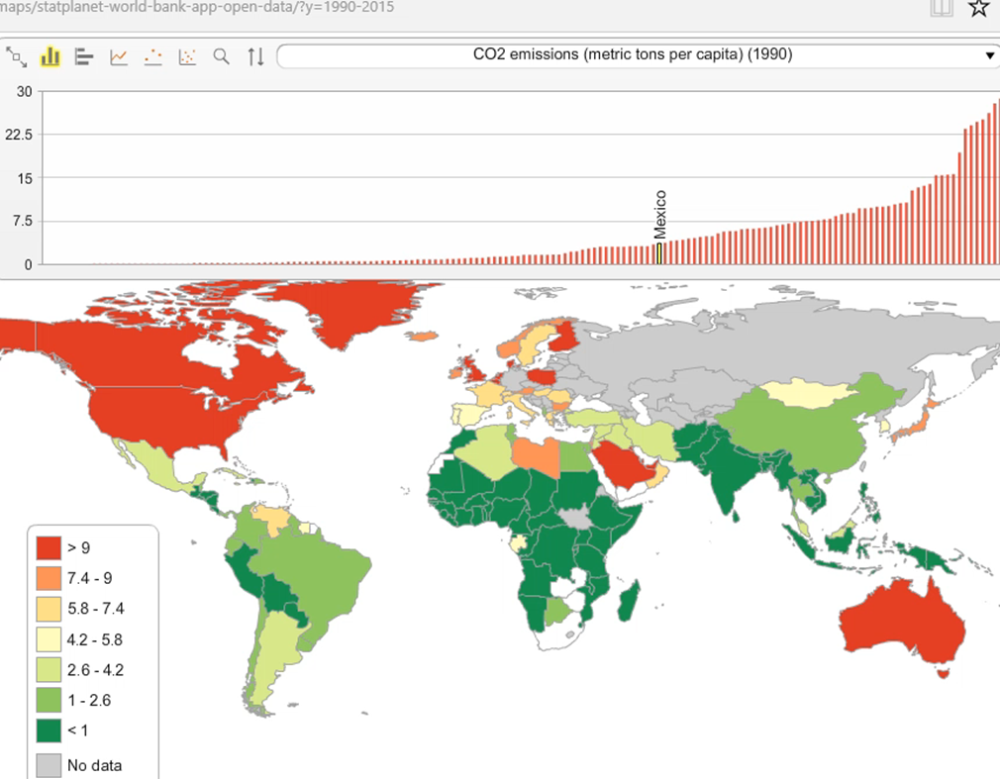 maps/statplanet-world-bank-app-open-data/?y=1990-2015
CO2 emissions (metric tons per capita) (1990)
30
22.5
15
7.5
0
Mexico
> 9
7.4 - 9
5.8 - 7.4
4.2 - 5.8
2.6 - 4.2
1 - 2.6
< 1
No data